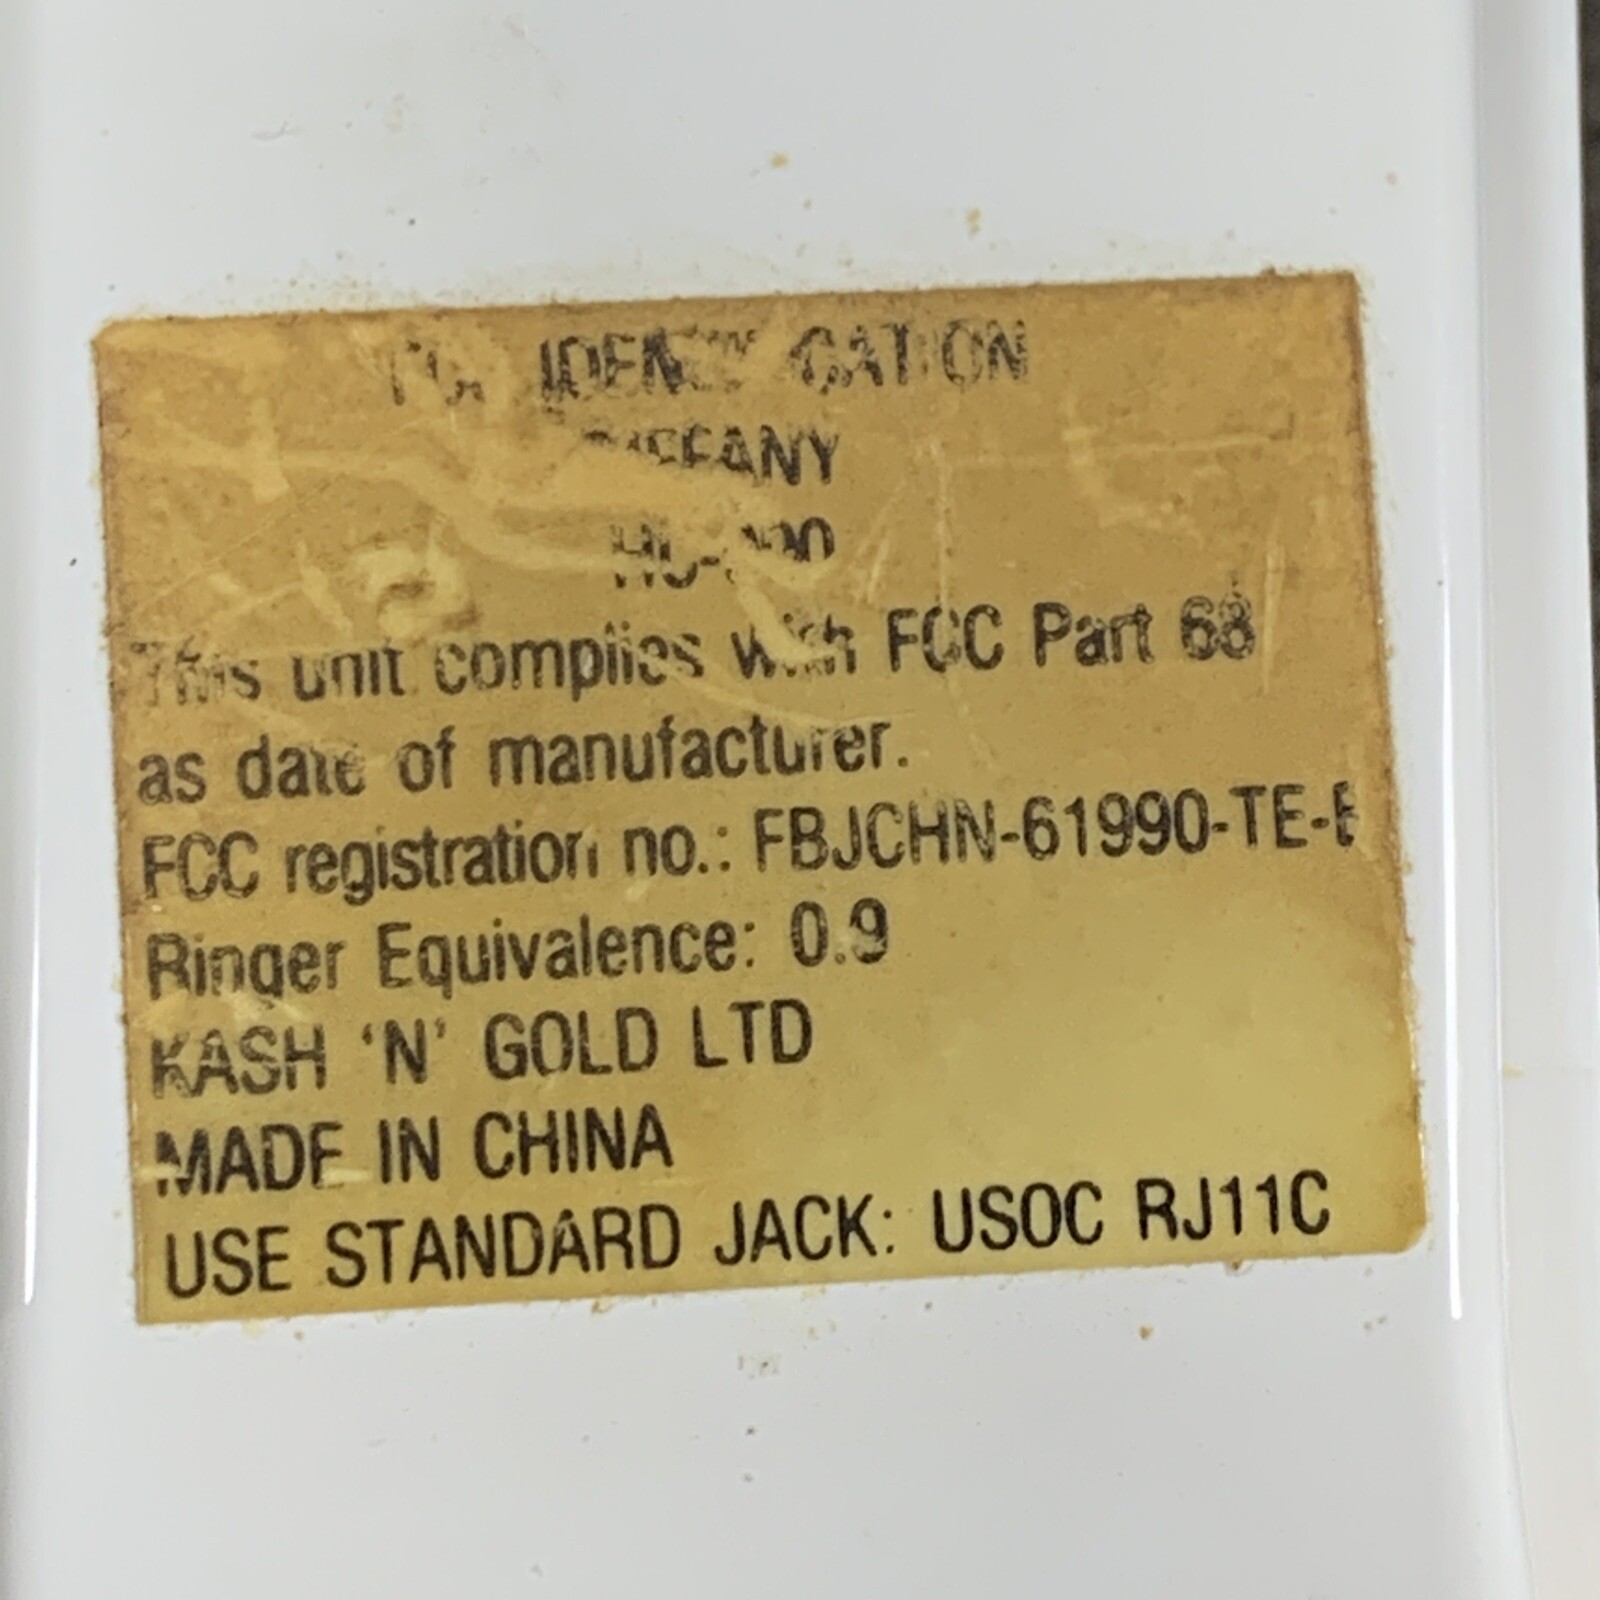 IDENTIFICATION
TIFFANY
This unit complies with FCC Part 68
as date of manufacturer.
FCC registration no.: FBJCHN-61990-TE-E
Ringer Equivalence: 0.9
KASH 'N' GOLD LTD
MADE IN CHINA
USE STANDARD JACK: USOC RJ11C